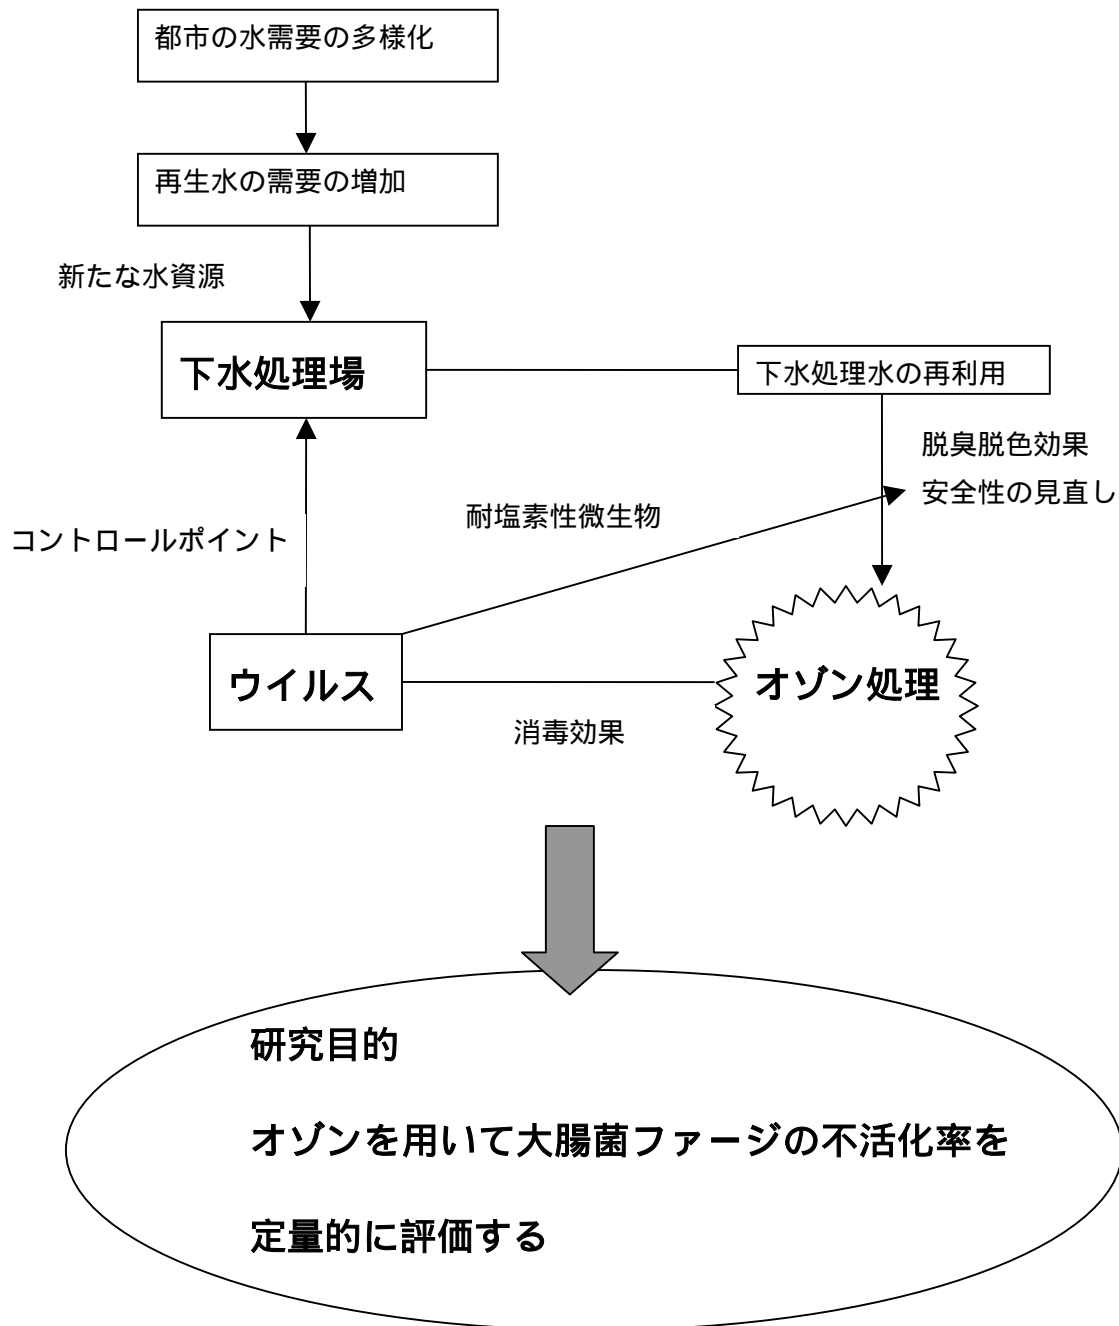 都市の水需要の多様化
再生水の需要の増加
新たな水資源
下水処理場
下水処理水の再利用
脱臭脱色効果
安全性の見直し
耐塩素性微生物
コントロールポイント
ウイルス
オゾン処理
消毒効果
研究目的
オゾンを用いて大腸菌ファージの不活化率を
定量的に評価する